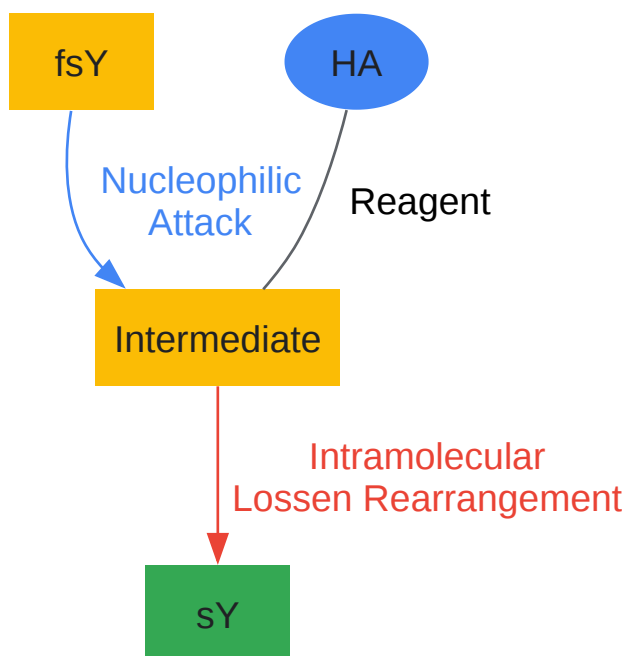 fsY
HA
Nucleophilic
Attack
Reagent
Intermediate
Intramolecular
Lossen Rearrangement
sY